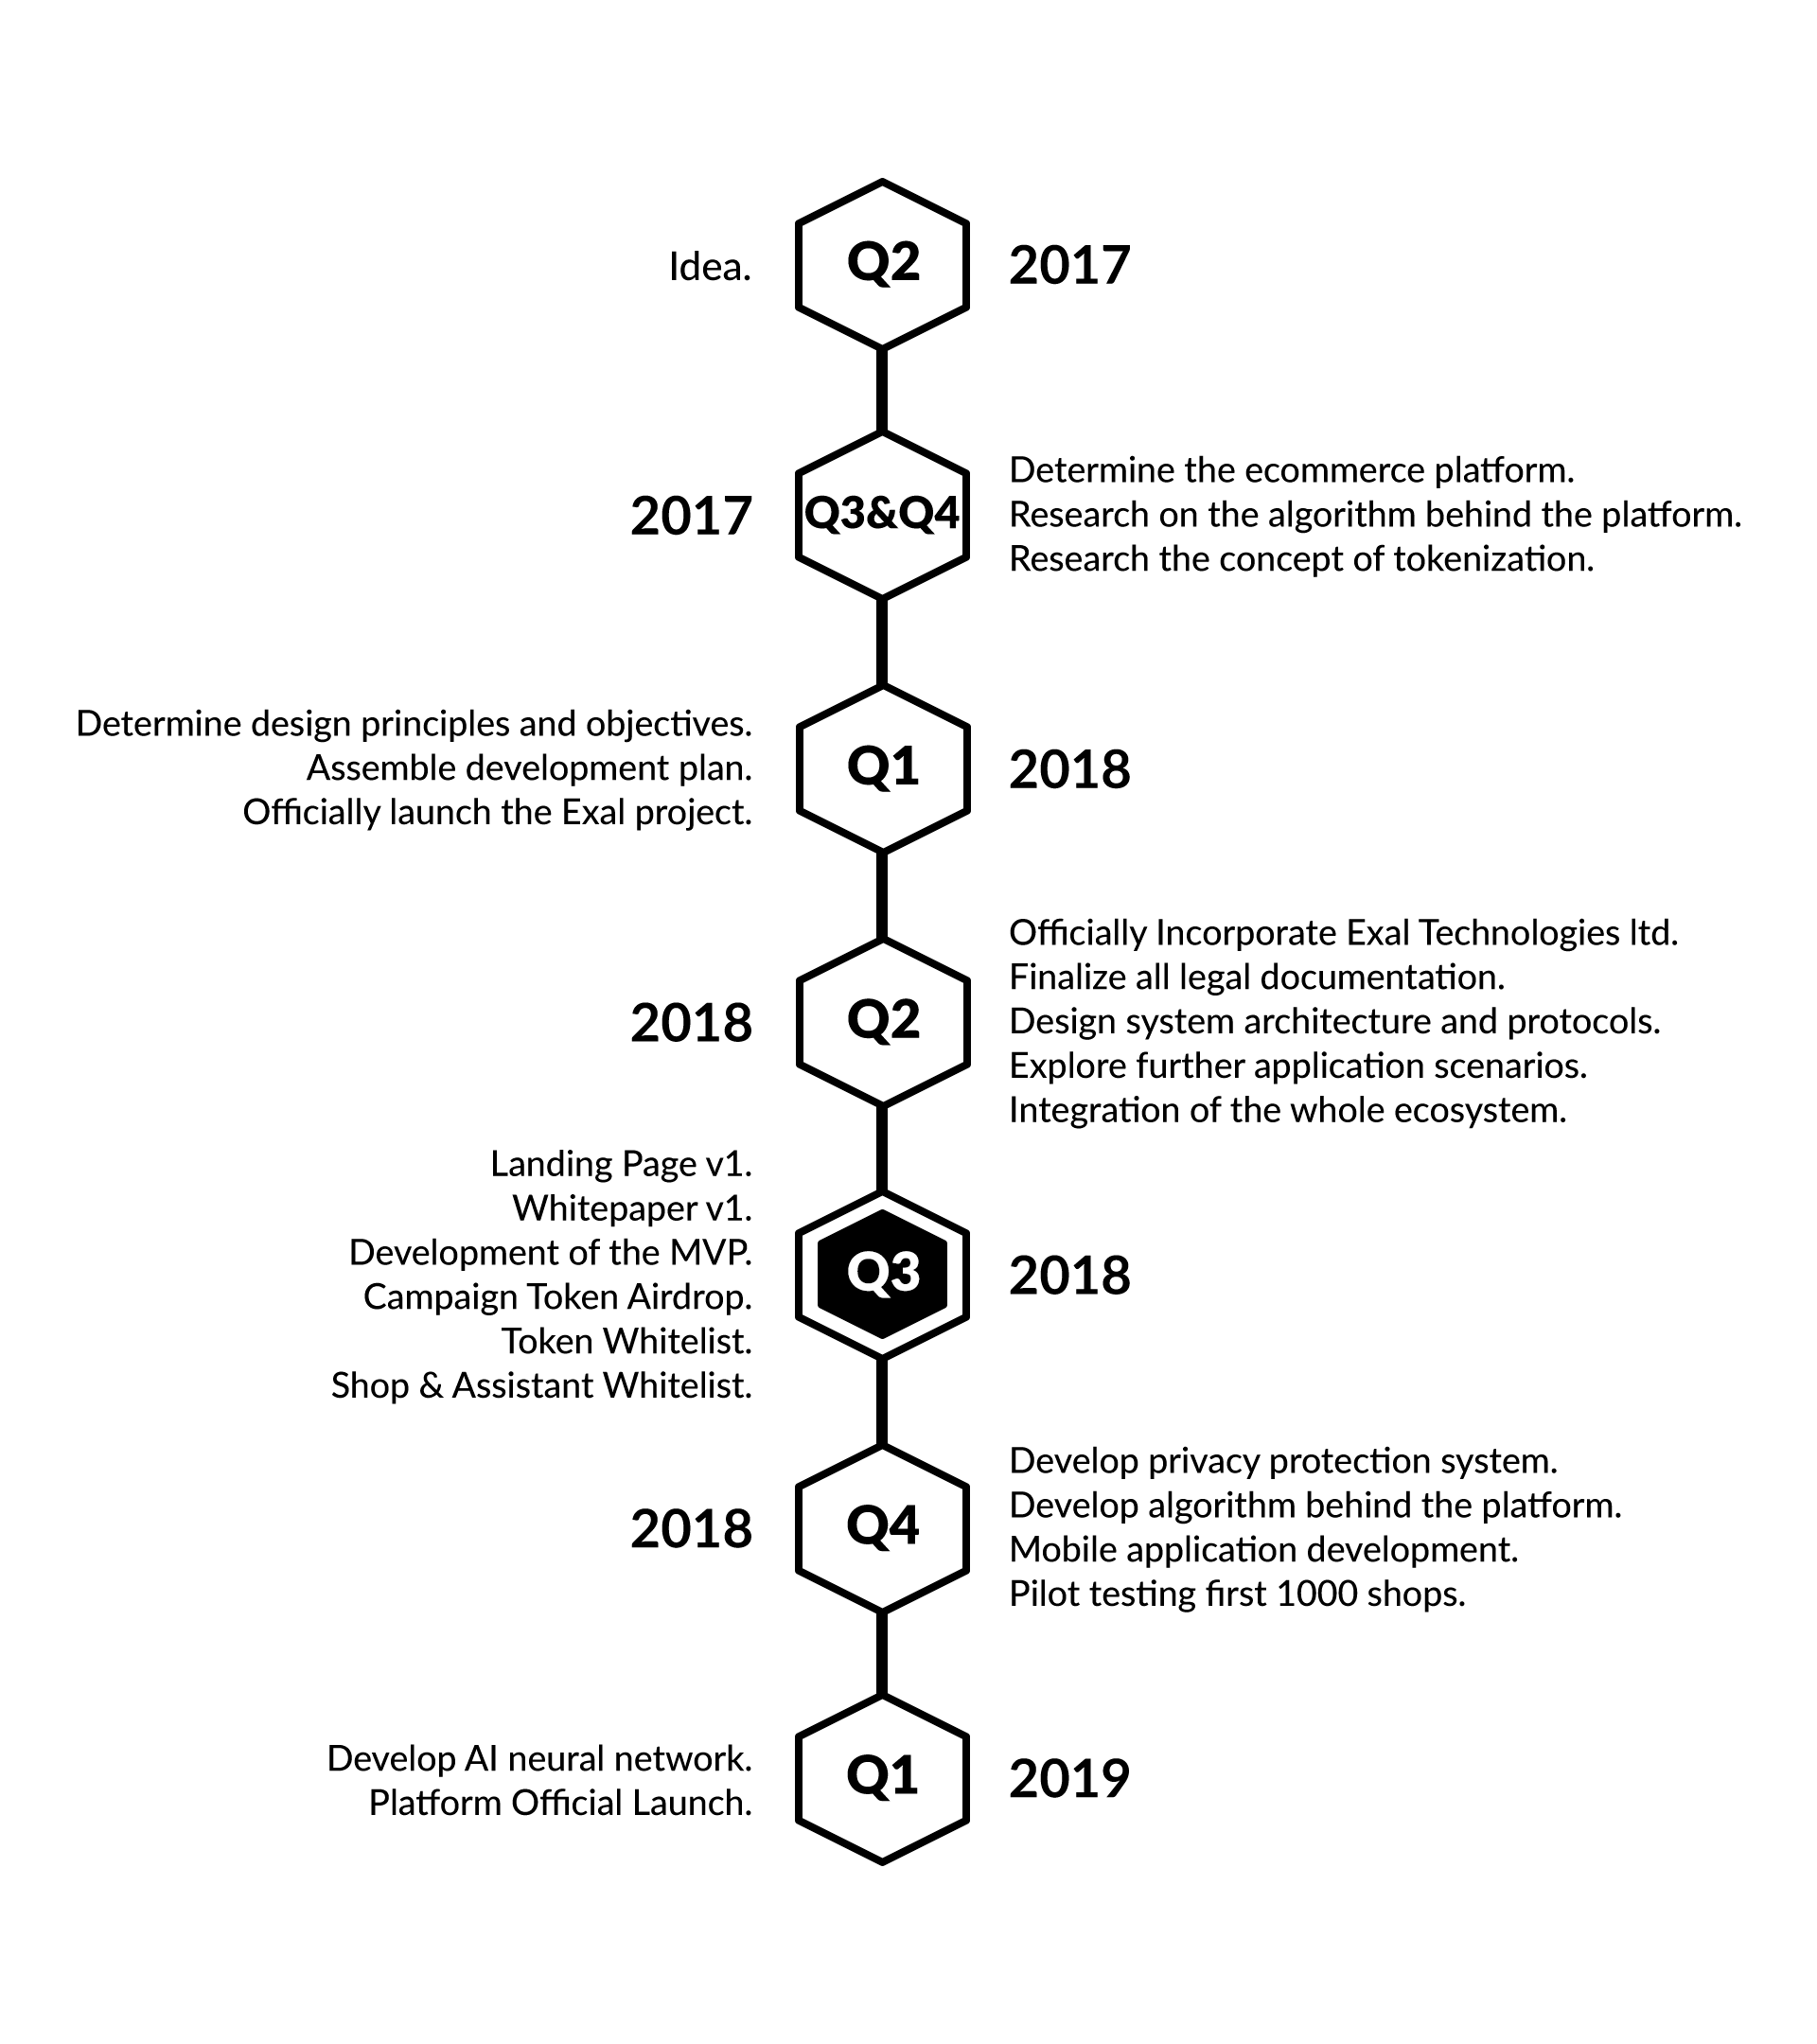 Idea.
Q2
2017
2017
Q3&Q4
Determine the ecommerce platform.
Research on the algorithm behind the platform.
Research the concept of tokenization.
Determine design principles and objectives.
Assemble development plan.
Officially launch the Exal project.
Q1
2018
2018
Q2
Officially Incorporate Exal Technologies ltd.
Finalize all legal documentation.
Design system architecture and protocols.
Explore further application scenarios.
Integration of the whole ecosystem.
Landing Page v1.
Whitepaper v1.
Development of the MVP.
Campaign Token Airdrop.
Token Whitelist.
Shop & Assistant Whitelist.
Q3
2018
2018
Q4
Develop privacy protection system.
Develop algorithm behind the platform.
Mobile application development.
Pilot testing first 1000 shops.
Develop AI neural network.
Platform Official Launch.
Q1
2019